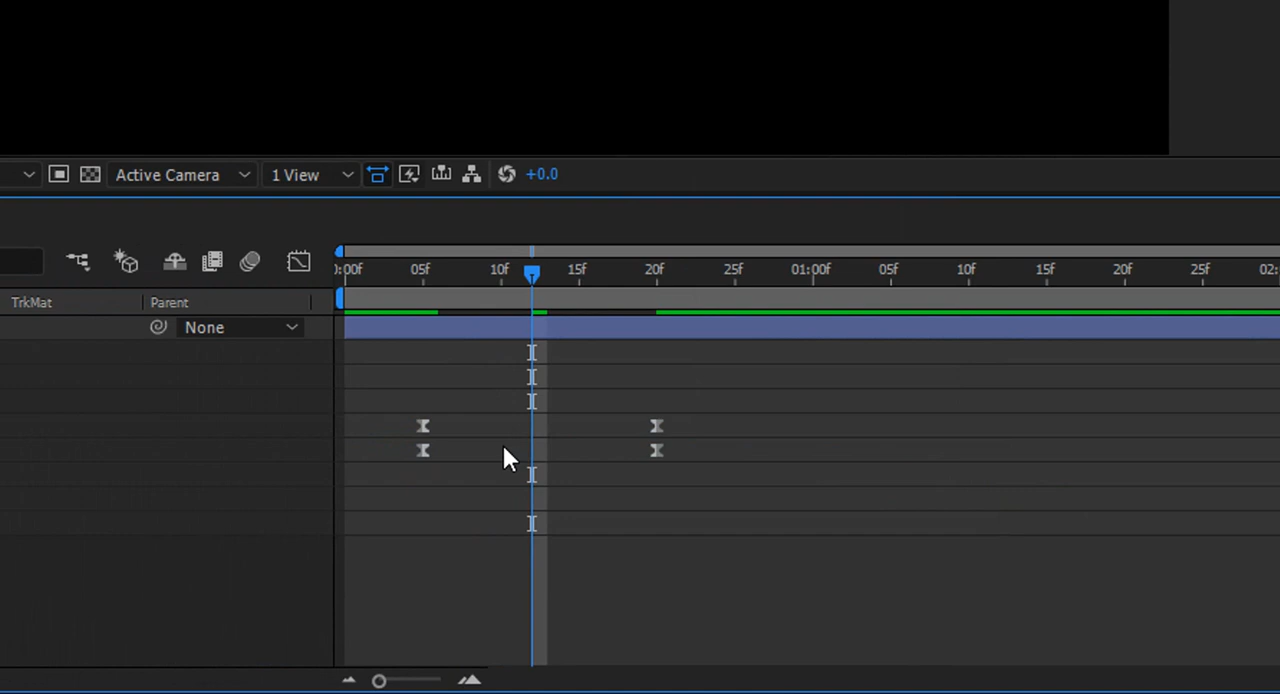 Active Camera 1 View +0.0
0:00f 05f 10f 15f 20f 25f 01:00f 05f 10f 15f 20f 25f 02:
TrkMat Parent
None